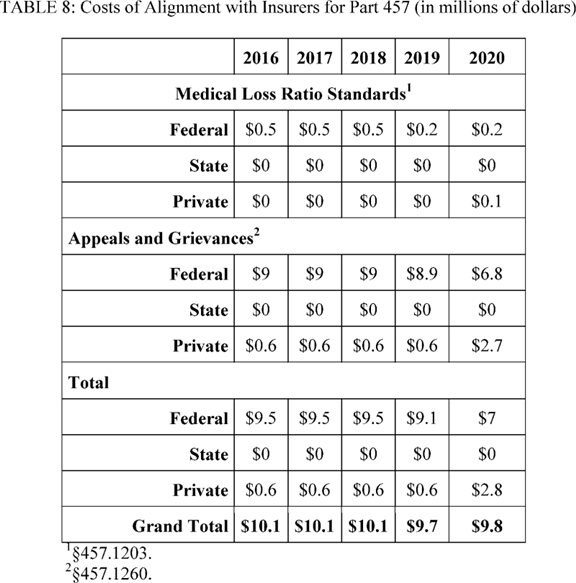 TABLE 8: Costs of Alignment with Insurers for Part 457 (in millions of dollars)
2016 2017 2018 2019 2020
Medical Loss Ratio Standards1
Federal $0.5 $0.5 $0.5 $0.2 $0.2
State $0 $0 $0 $0 $0
Private $0 $0 $0 $0 $0.1
Appeals and Grievances2
Federal $9 $9 $9 $8.9 $6.8
State $0 $0 $0 $0 $0
Private $0.6 $0.6 $0.6 $0.6 $2.7
Total
Federal $9.5 $9.5 $9.5 $9.1 $7
State $0 $0 $0 $0 $0
Private $0.6 $0.6 $0.6 $0.6 $2.8
Grand Total $10.1 $10.1 $10.1 $9.7 $9.8
1§457.1203.
2§457.1260.